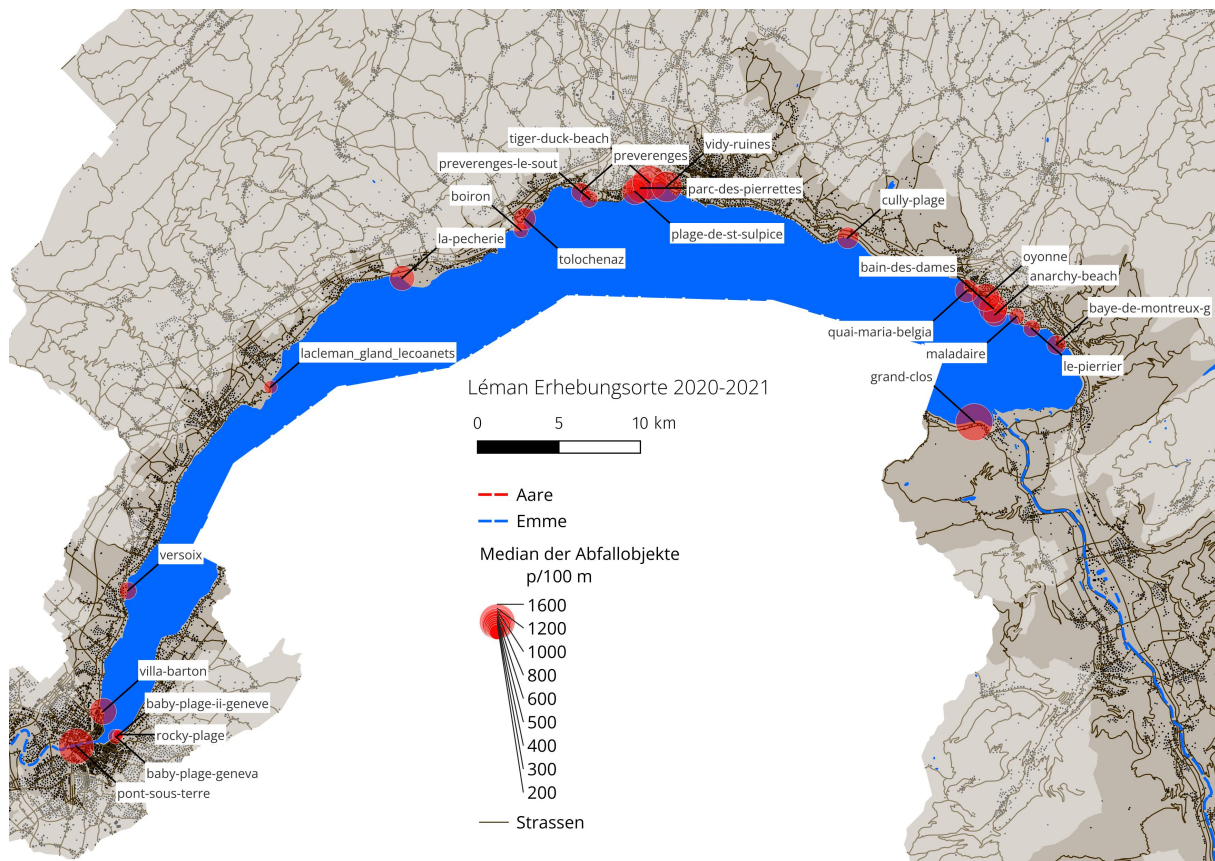 tiger-duck-beach
preverenges
vidy-ruines
preverenges-le-sout
parc-des-pierrettes
boiron
cully-plage
la-pecherie
plage-de-st-sulpice
tolochenaz
oyonne
bain-des-dames
anarchy-beach
baye-de-montreux-g
quai-maria-belgia
maladaire
le-pierrier
lacleman_gland_lecoanets
grand-clos
Léman Erhebungsorte 2020-2021
0 5 10 km
Aare
Emme
Median der Abfallobjekte
p/100 m
1600
1200
1000
800
600
500
400
300
200
Strassen
versoix
villa-barton
baby-plage-ii-geneve
rocky-plage
baby-plage-geneva
pont-sous-terre